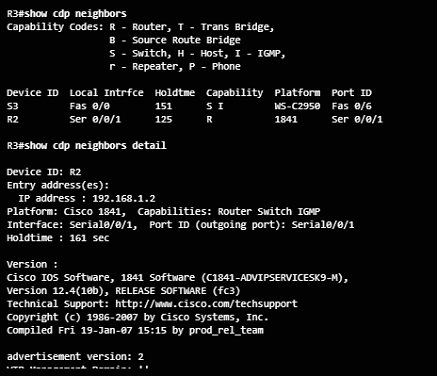 R3#show cdp neighbors
Capability Codes: R - Router, T - Trans Bridge,
B - Source Route Bridge
S - Switch, H - Host, I - IGMP,
r - Repeater, P - Phone
Device ID Local Intrfce Holdtme Capability Platform Port ID
S3 Fas 0/0 151 S I WS-C2950 Fas 0/6
R2 Ser 0/0/1 125 R 1841 Ser 0/0/1
R3#show cdp neighbors detail
Device ID: R2
Entry address(es):
IP address : 192.168.1.2
Platform: Cisco 1841, Capabilities: Router Switch IGMP
Interface: Serial0/0/1, Port ID (outgoing port): Serial0/0/1
Holdtime : 161 sec
Version :
Cisco IOS Software, 1841 Software (C1841-ADVIPSERVICESK9-M),
Version 12.4(10b), RELEASE SOFTWARE (fc3)
Technical Support: http://www.cisco.com/techsupport
Copyright (c) 1986-2007 by Cisco Systems, Inc.
Compiled Fri 19-Jan-07 15:15 by prod_rel_team
advertisement version: 2
VTP Management Domain: ''